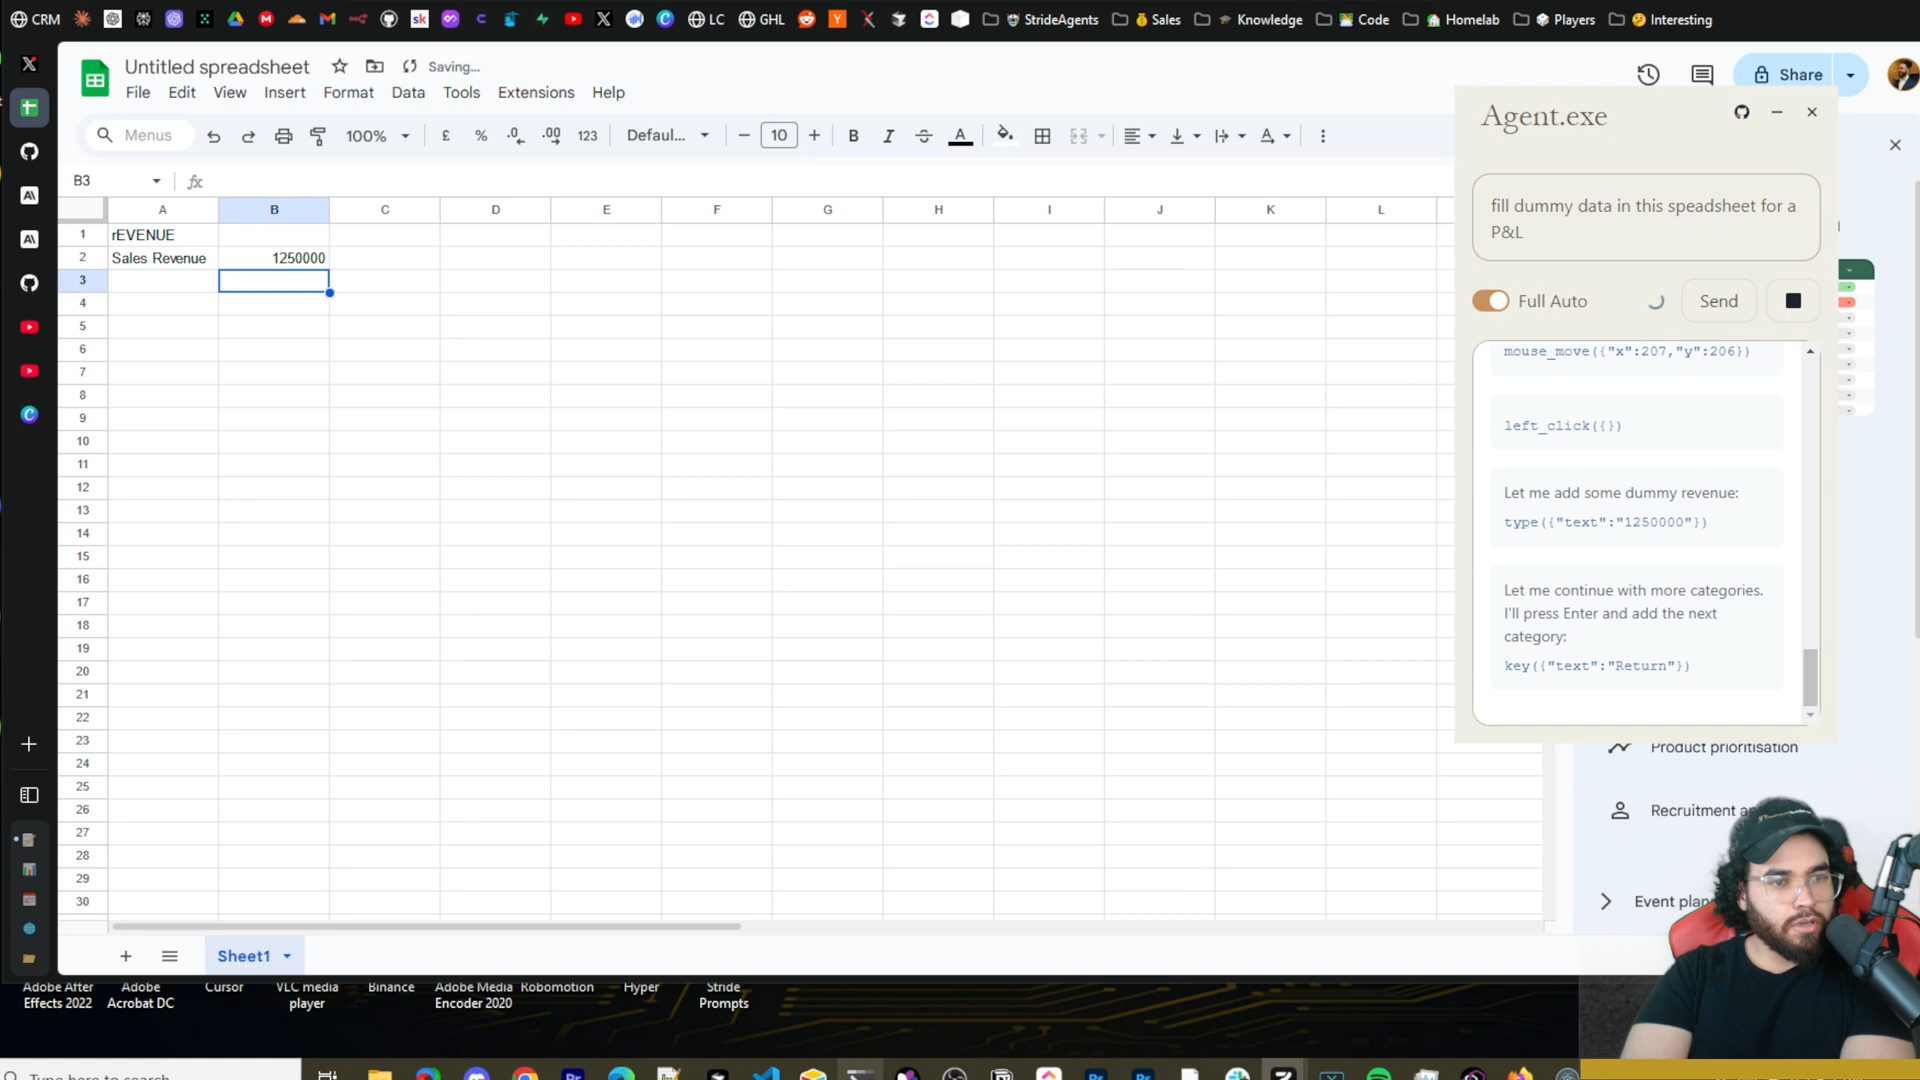 CRM
LC
GHL
StrideAgents
Sales
Knowledge
Code
Homelab
Players
Interesting
Untitled spreadsheet
Saving...
Share
File Edit View Insert Format Data Tools Extensions Help
Menus
100%
£ % .0 .00 123
Defaul...
10
B I A
B3
fx
A B C D E F G H I J K L
1 rEVENUE
2 Sales Revenue 1250000
3
4
5
6
7
8
9
10
11
12
13
14
15
16
17
18
19
20
21
22
23
24
25
26
27
28
29
30
Sheet1
Agent.exe
fill dummy data in this speadsheet for a
P&L
Full Auto
Send
mouse_move({"x":207,"y":206})
left_click({})
Let me add some dummy revenue:
type({"text":"1250000"})
Let me continue with more categories.
I'll press Enter and add the next
category:
key({"text":"Return"})
Product prioritisation
Recruitment
Event
Adobe After
Effects 2022
Adobe
Acrobat DC
Cursor
VLC media
player
Binance
Adobe Media
Encoder 2020
Robomotion
Hyper
Stride
Prompts
Type here to search